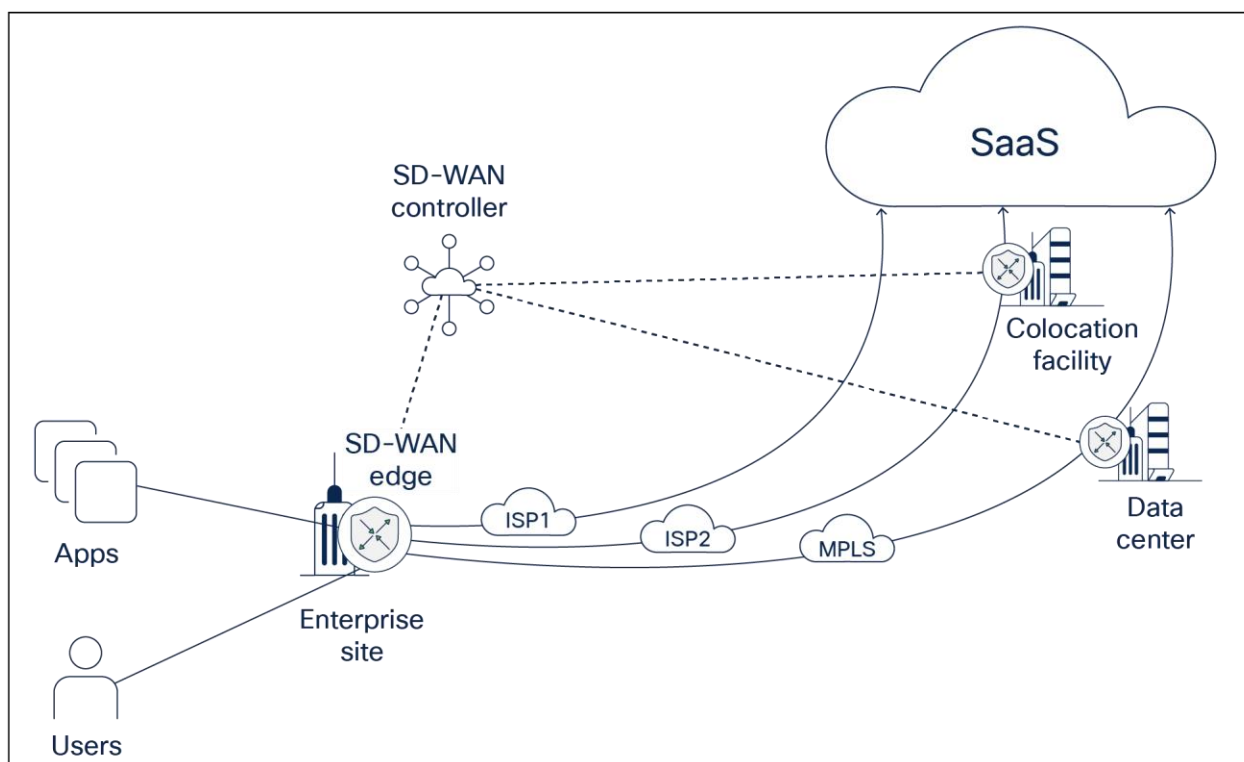 SaaS
SD-WAN
controller
Colocation
facility
SD-WAN
edge
Apps
ISP1
ISP2
MPLS
Data
center
Enterprise
site
Users